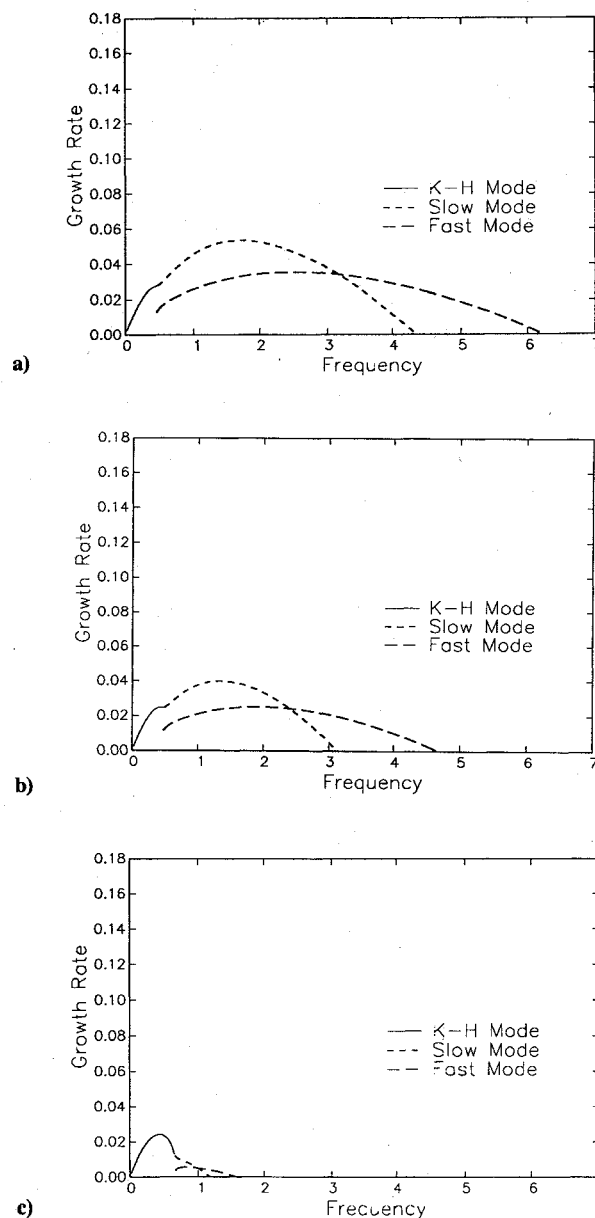 0.18
0.16
0.14
0.12
0.10
0.08
0.06
0.04
0.02
0.00
Growth Rate
K-H Mode
Slow Mode
Fast Mode
0 1 2 3 4 5 6 7
Frequency
a)
0.18
0.16
0.14
0.12
0.10
0.08
0.06
0.04
0.02
0.00
Growth Rate
K-H Mode
Slow Mode
Fast Mode
0 1 2 3 4 5 6 7
Frequency
b)
0.18
0.16
0.14
0.12
0.10
0.08
0.06
0.04
0.02
0.00
Growth Rate
K-H Mode
Slow Mode
Fast Mode
0 1 2 3 4 5 6
Frequency
c)